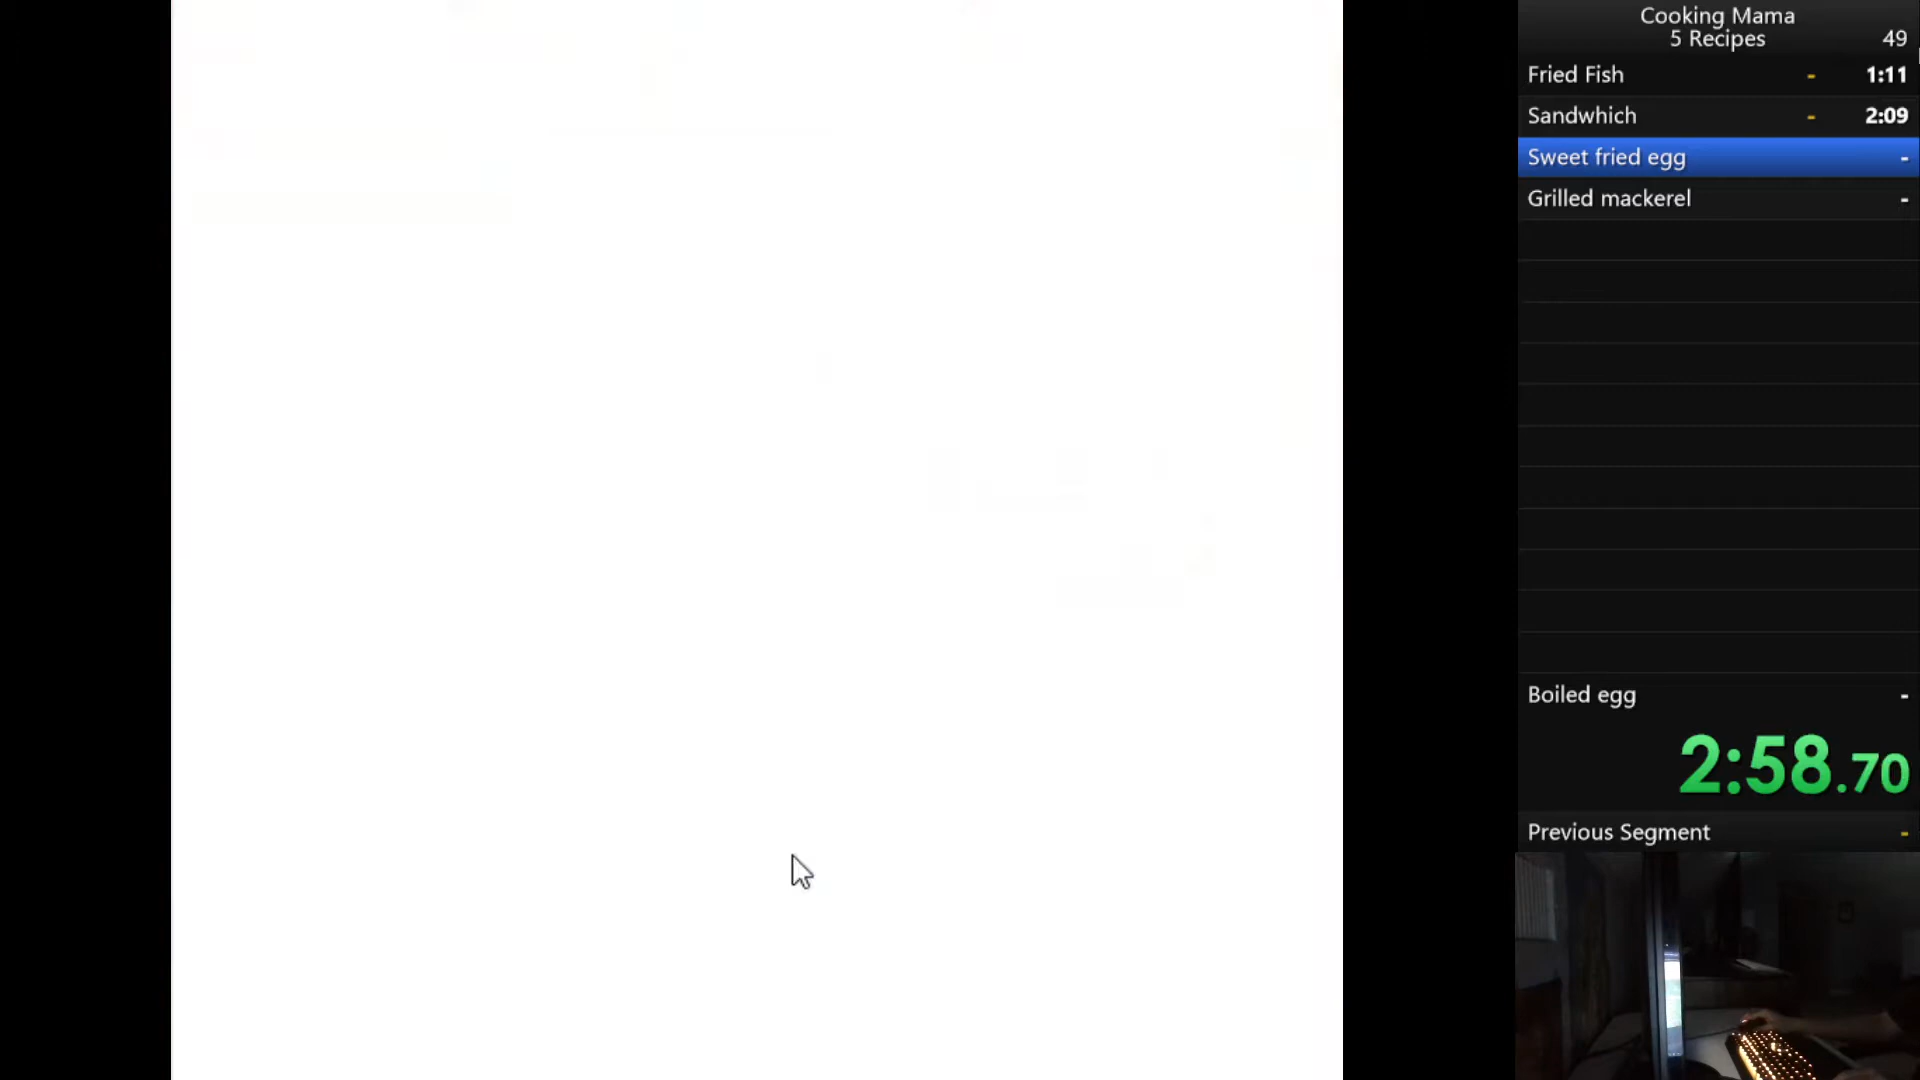 Cooking Mama
5 Recipes 49
Fried Fish - 1:11
Sandwhich - 2:09
Sweet fried egg -
Grilled mackerel -
Boiled egg -
2:58.70
Previous Segment -